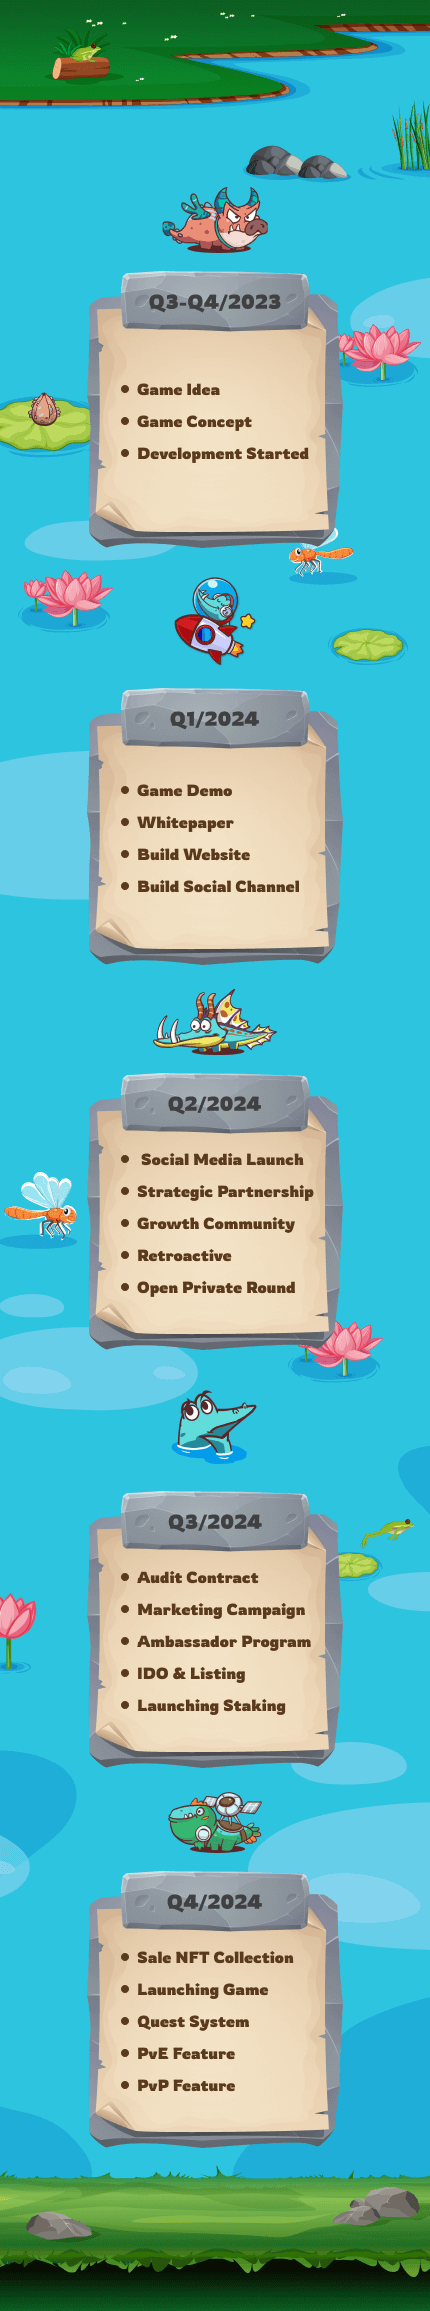 Q3-Q4/2023
• Game Idea
• Game Concept
• Development Started
Q1/2024
• Game Demo
• Whitepaper
• Build Website
• Build Social Channel
Q2/2024
• Social Media Launch
• Strategic Partnership
• Growth Community
• Retroactive
• Open Private Round
Q3/2024
• Audit Contract
• Marketing Campaign
• Ambassador Program
• IDO & Listing
• Launching Staking
Q4/2024
• Sale NFT Collection
• Launching Game
• Quest System
• PvE Feature
• PvP Feature